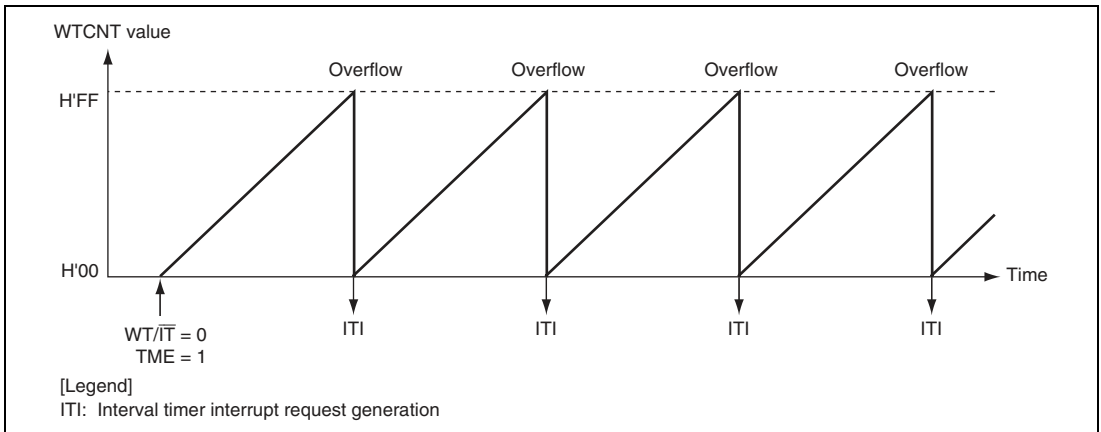 WTCNT value
Overflow Overflow Overflow Overflow
H'FF
H'00
Time
WT/I̅T̅ = 0
TME = 1
ITI ITI ITI ITI
[Legend]
ITI: Interval timer interrupt request generation